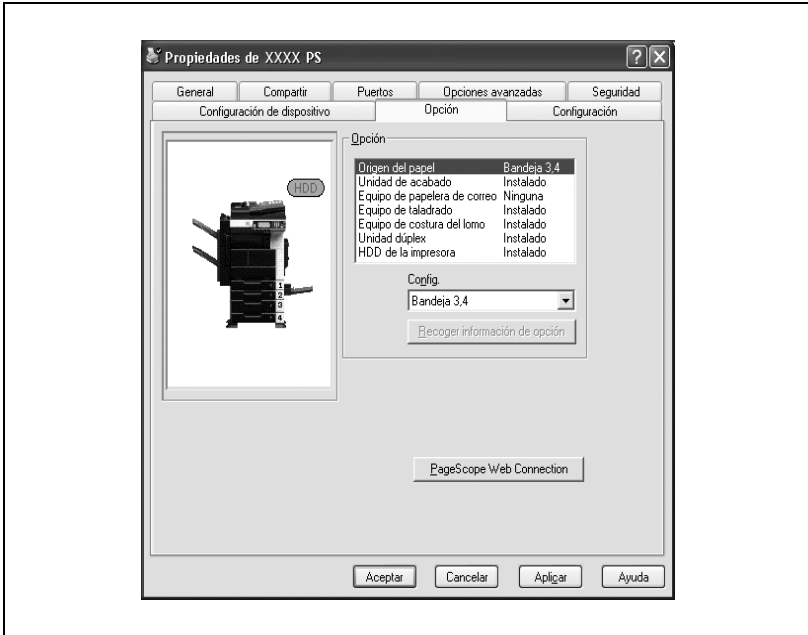 Propiedades de XXXX PS
General Compartir Puertos Opciones avanzadas Seguridad
Configuración de dispositivo Opción Configuración
Opción
HDD
Origen del papel Bandeja 3,4
Unidad de acabado Instalado
Equipo de papelera de correo Ninguna
Equipo de taladrado Instalado
Equipo de costura del lomo Instalado
Unidad dúplex Instalado
HDD de la impresora Instalado
1
2
3
4
Config.
Bandeja 3,4
Recoger información de opción
PageScope Web Connection
Aceptar Cancelar Aplicar Ayuda